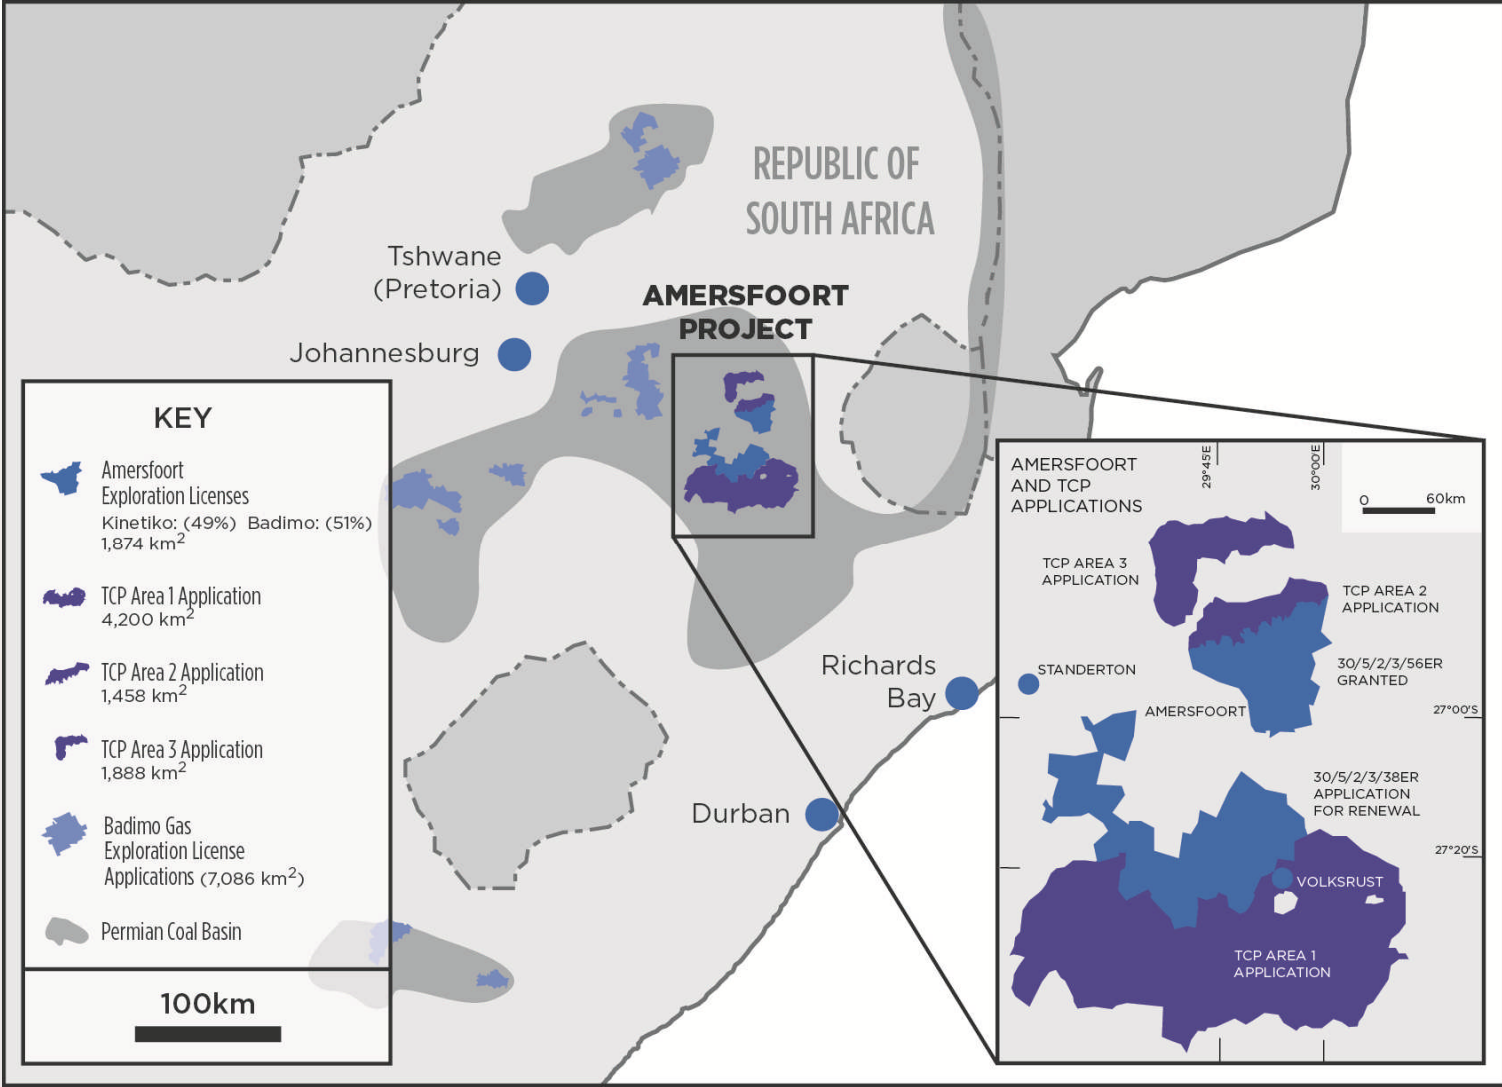 REPUBLIC OF
SOUTH AFRICA
Tshwane
(Pretoria)
Johannesburg
AMERSFOORT
PROJECT
Richards
Bay
Durban
KEY
Amersfoort
Exploration Licenses
Kinetiko: (49%) Badimo: (51%)
1,874 km²
TCP Area 1 Application
4,200 km²
TCP Area 2 Application
1,458 km²
TCP Area 3 Application
1,888 km²
Badimo Gas
Exploration License
Applications (7,086 km²)
Permian Coal Basin
100km
AMERSFOORT
AND TCP
APPLICATIONS
29°45E
30°00'E
0 60km
TCP AREA 3
APPLICATION
TCP AREA 2
APPLICATION
STANDERTON
30/5/2/3/56ER
GRANTED
AMERSFOORT
27°00'S
30/5/2/3/38ER
APPLICATION
FOR RENEWAL
27°20'S
VOLKSRUST
TCP AREA 1
APPLICATION